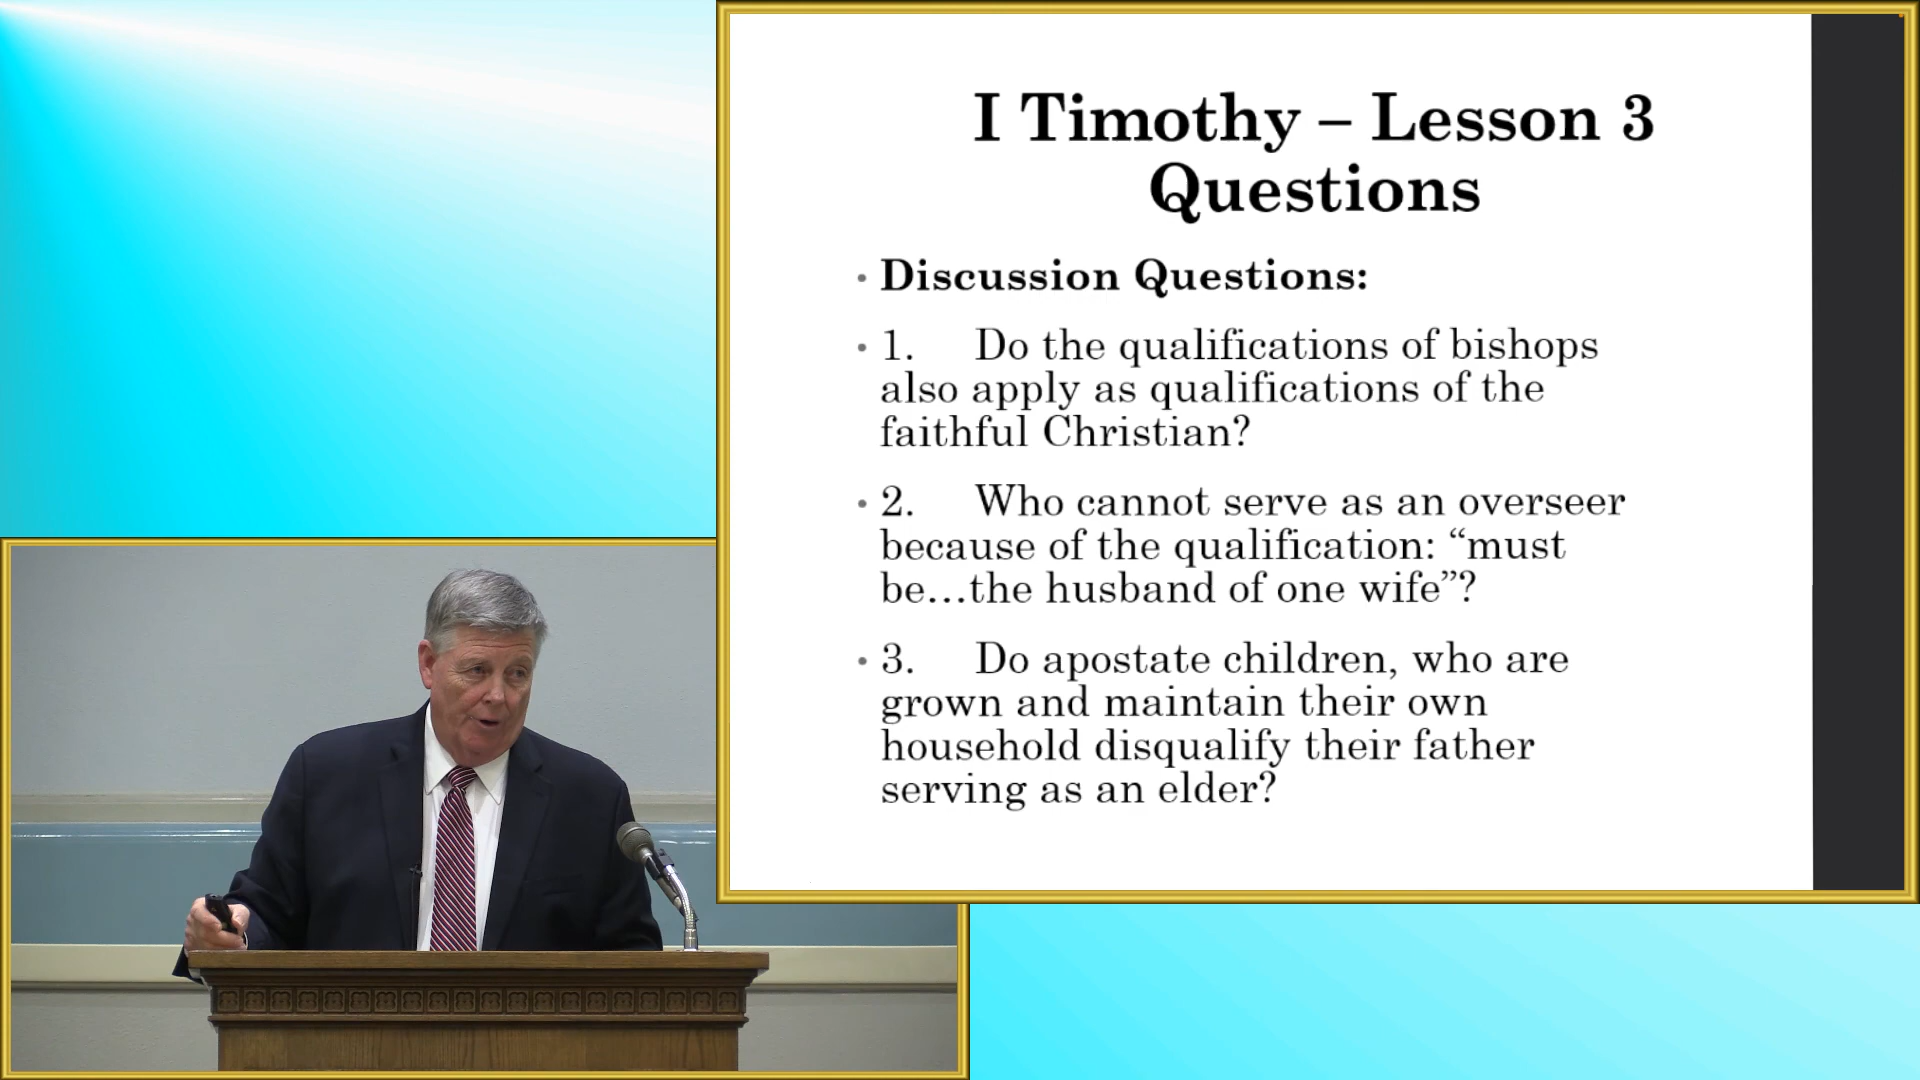 I Timothy – Lesson 3
Questions
• Discussion Questions:
• 1. Do the qualifications of bishops
also apply as qualifications of the
faithful Christian?
• 2. Who cannot serve as an overseer
because of the qualification: “must
be...the husband of one wife”?
• 3. Do apostate children, who are
grown and maintain their own
household disqualify their father
serving as an elder?